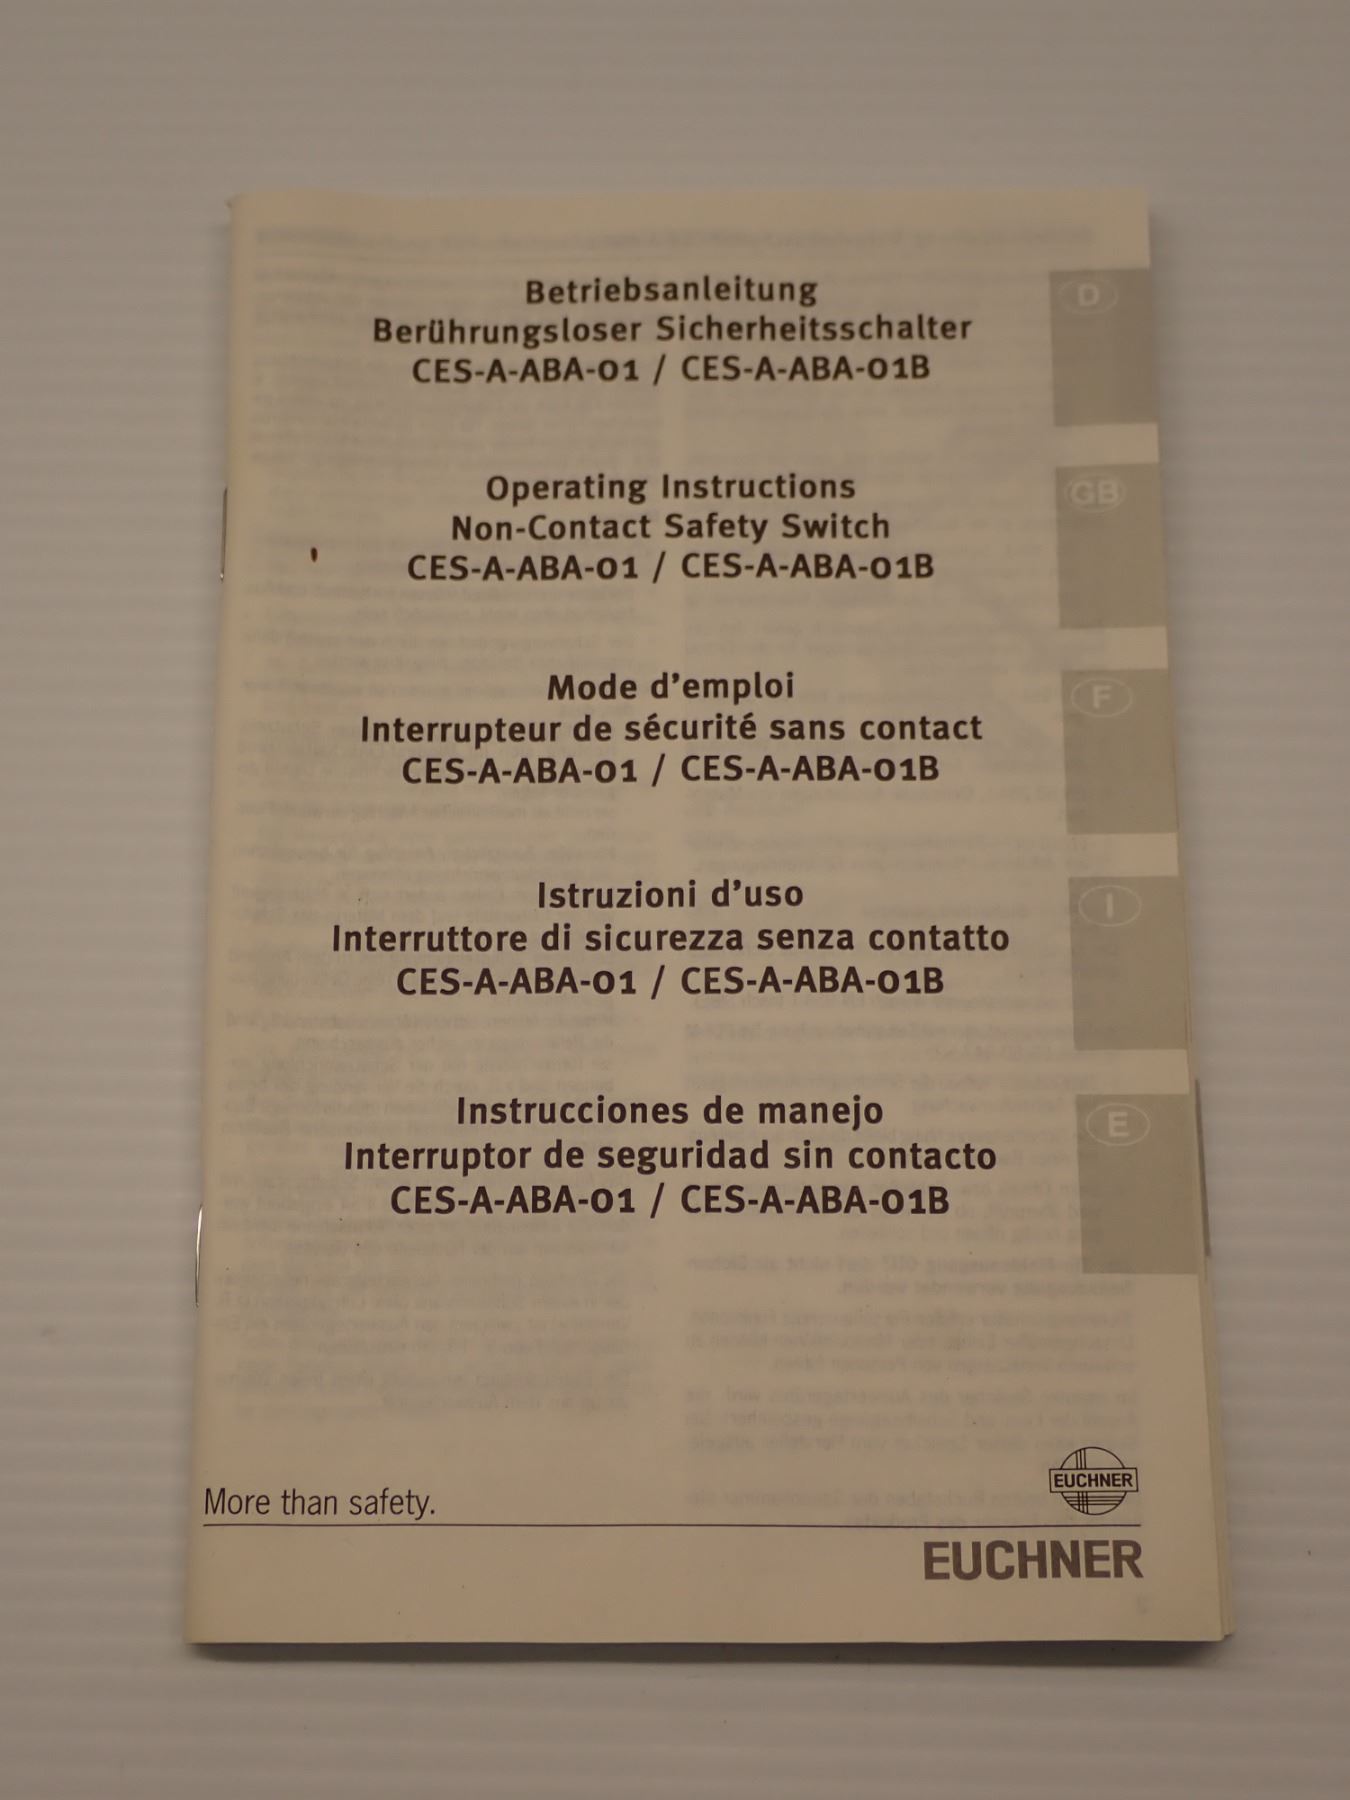 Betriebsanleitung
Berührungsloser Sicherheitsschalter
CES-A-ABA-01 / CES-A-ABA-01B
D
Operating Instructions
Non-Contact Safety Switch
CES-A-ABA-01 / CES-A-ABA-01B
GB
Mode d’emploi
Interrupteur de sécurité sans contact
CES-A-ABA-01 / CES-A-ABA-01B
F
Istruzioni d’uso
Interruttore di sicurezza senza contatto
CES-A-ABA-01 / CES-A-ABA-01B
I
Instrucciones de manejo
Interruptor de seguridad sin contacto
CES-A-ABA-01 / CES-A-ABA-01B
E
More than safety.
EUCHNER
EUCHNER